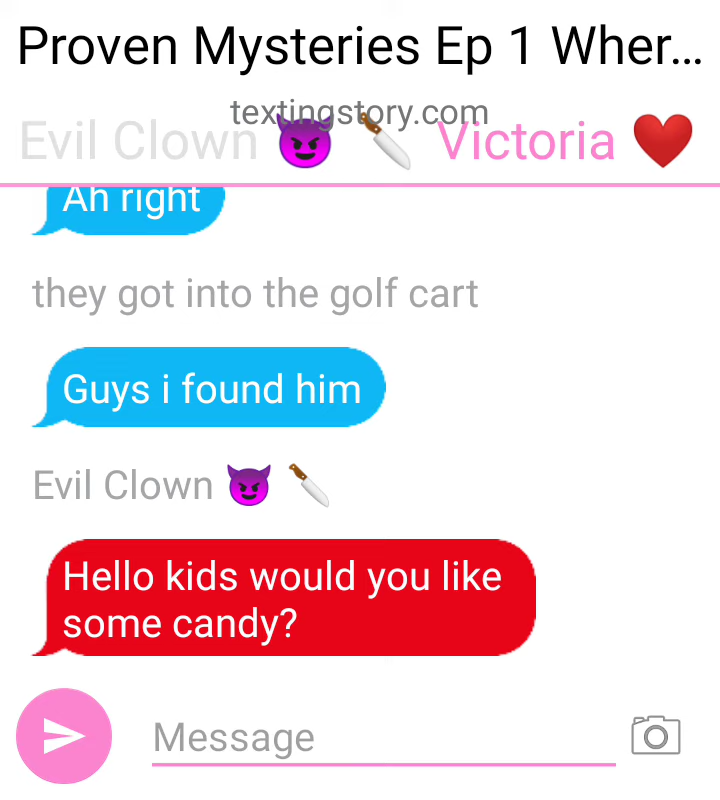 Proven Mysteries Ep 1 Wher...
textingstory.com
Evil Clown 😈 🔪 Victoria ❤️
Ah right
they got into the golf cart
Guys i found him
Evil Clown 😈 🔪
Hello kids would you like
some candy?
Message